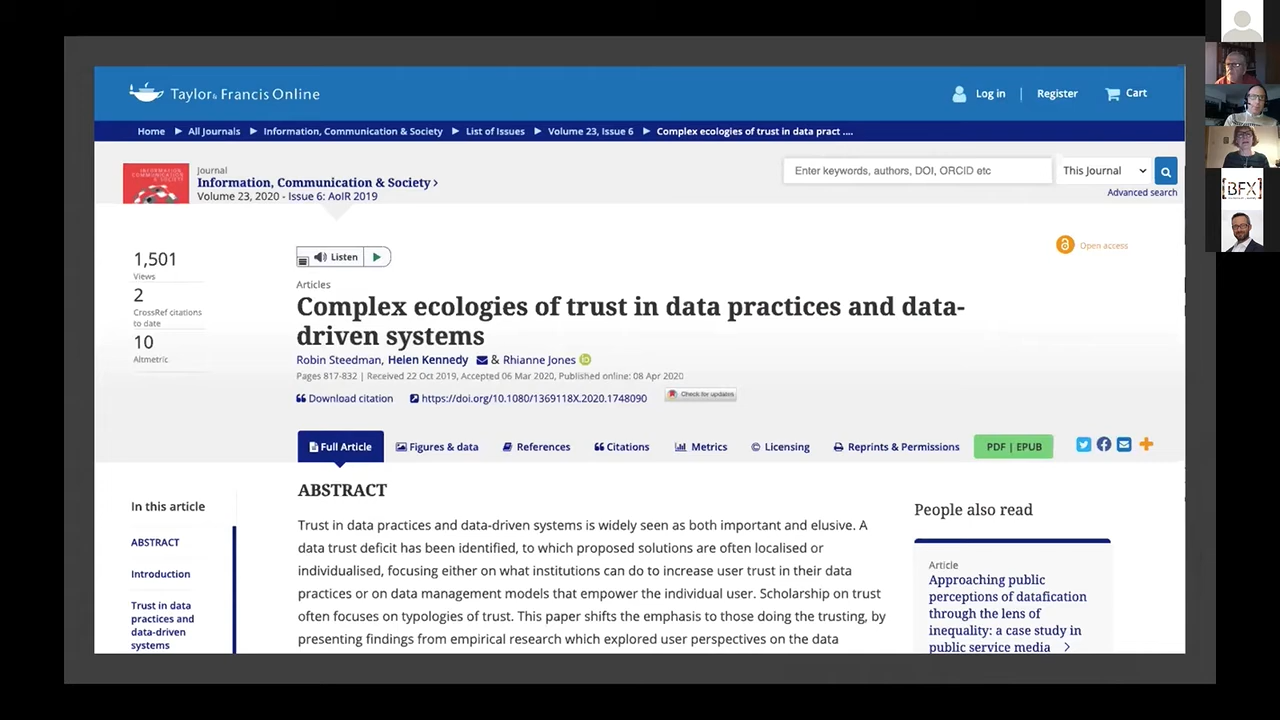 Taylor & Francis Online
Log in | Register Cart
Home ▶ All Journals ▶ Information, Communication & Society ▶ List of Issues ▶ Volume 23, Issue 6 ▶ Complex ecologies of trust in data pract ....
INFORMATION
Journal
Information, Communication & Society ›
Volume 23, 2020 - Issue 6: AoIR 2019
Enter keywords, authors, DOI, ORCID etc
This Journal
Advanced search
1,501
Views
2
CrossRef citations
to date
10
Altmetric
Listen
Open access
Articles
Complex ecologies of trust in data practices and data-
driven systems
Robin Steedman, Helen Kennedy & Rhianne Jones
Pages 817-832 | Received 22 Oct 2019, Accepted 06 Mar 2020, Published online: 08 Apr 2020
Download citation https://doi.org/10.1080/1369118X.2020.1748090 Check for updates
Full Article Figures & data References Citations Metrics Licensing Reprints & Permissions PDF | EPUB
In this article
ABSTRACT
Introduction
Trust in data
practices and
data-driven
systems
ABSTRACT
Trust in data practices and data-driven systems is widely seen as both important and elusive. A
data trust deficit has been identified, to which proposed solutions are often localised or
individualised, focusing either on what institutions can do to increase user trust in their data
practices or on data management models that empower the individual user. Scholarship on trust
often focuses on typologies of trust. This paper shifts the emphasis to those doing the trusting, by
presenting findings from empirical research which explored user perspectives on the data
People also read
Article
Approaching public
perceptions of datafication
through the lens of
inequality: a case study in
public service media
[BFX]